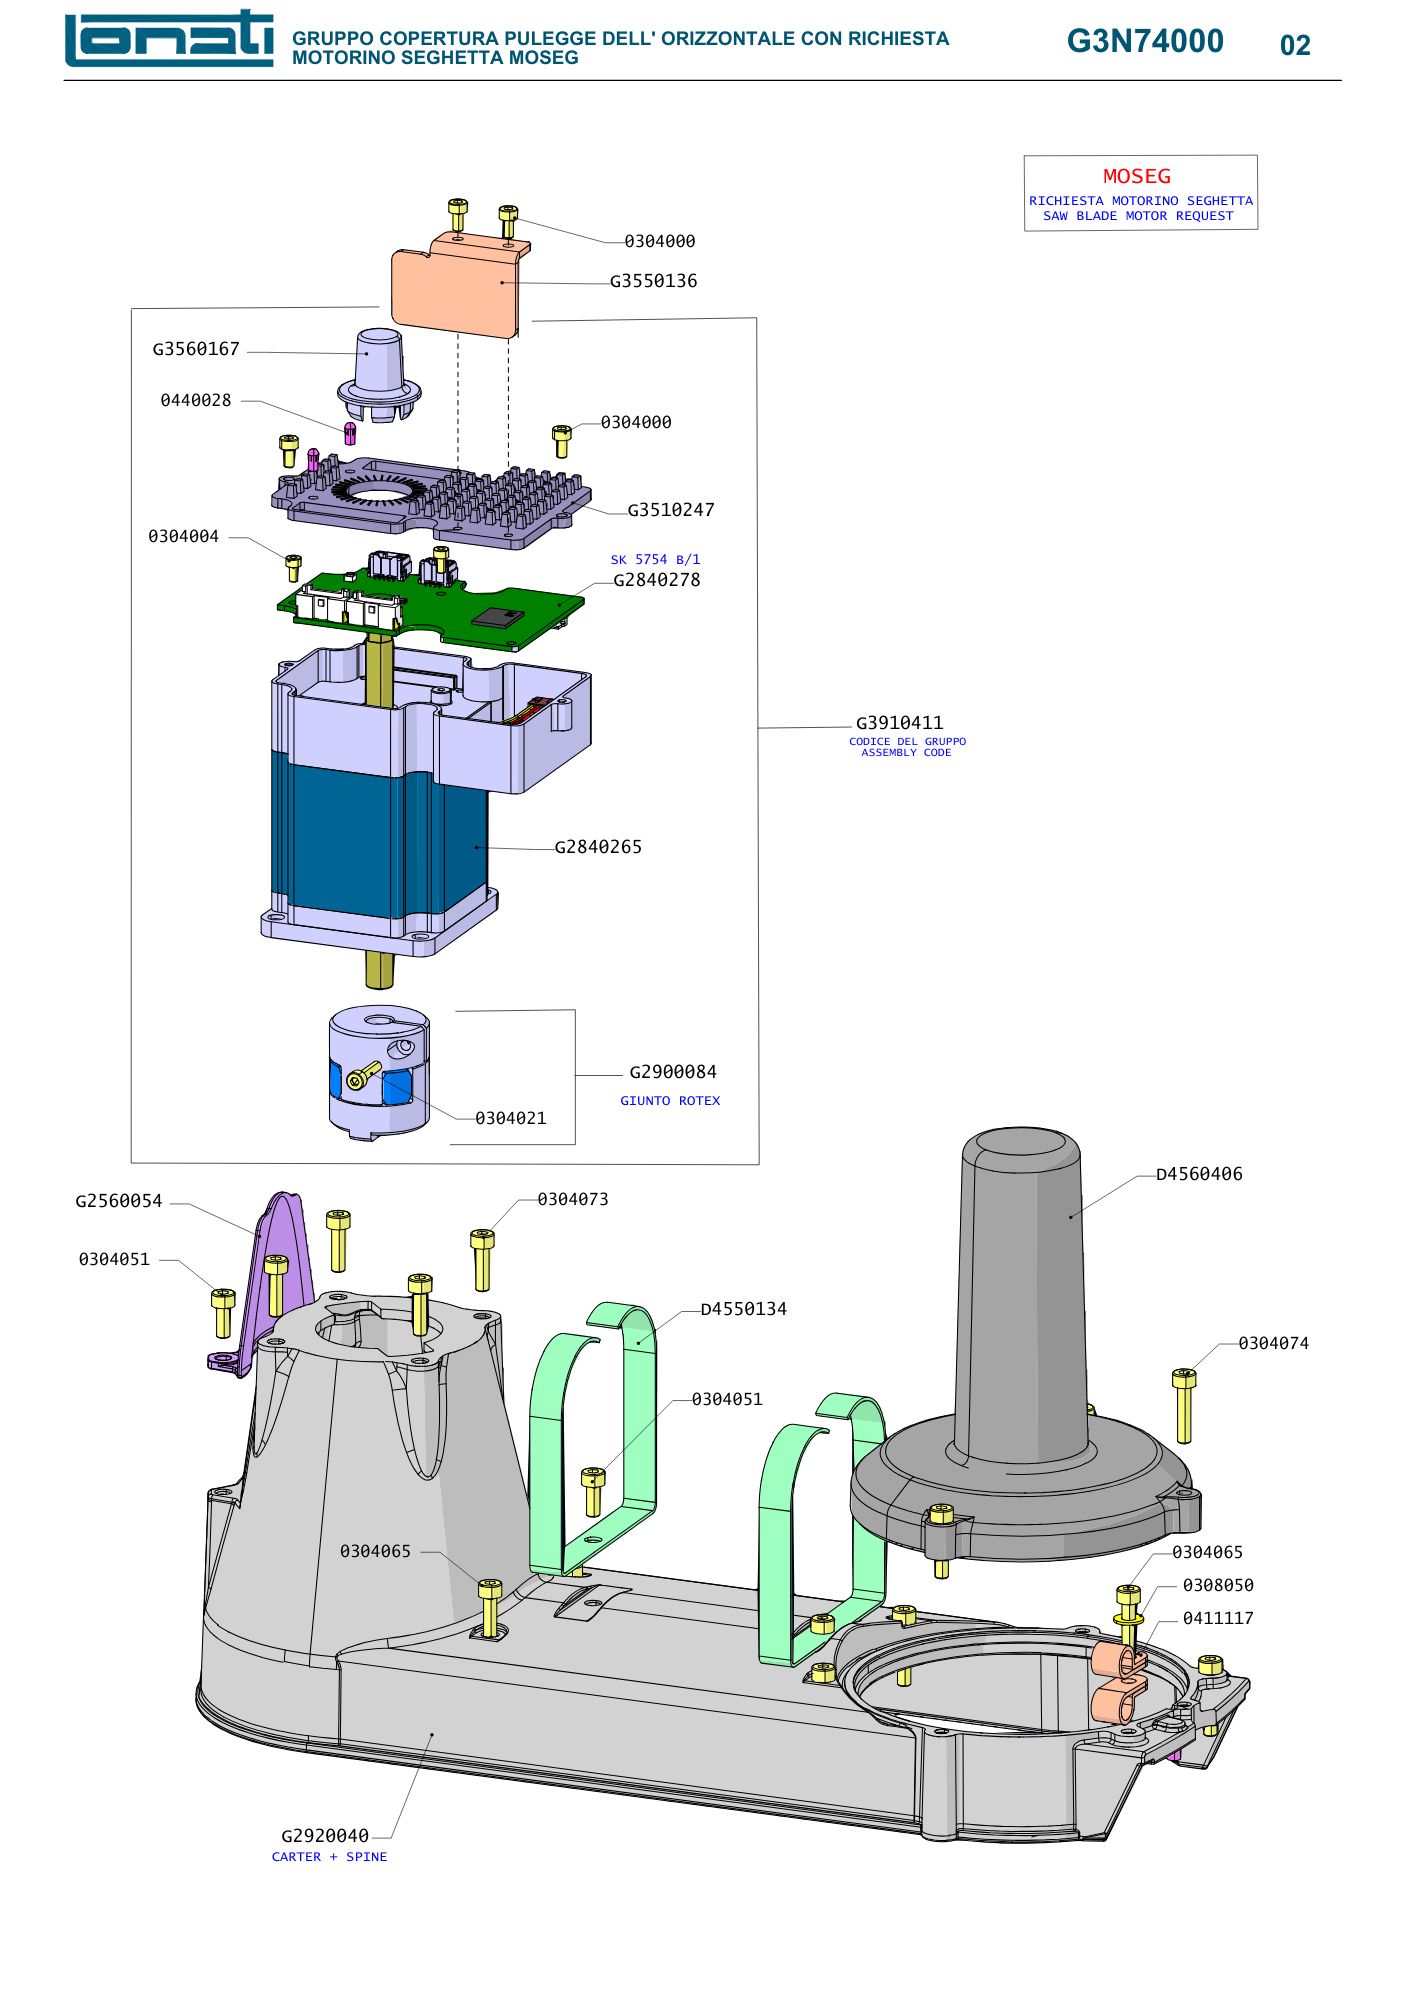 Lonati
GRUPPO COPERTURA PULEGGE DELL' ORIZZONTALE CON RICHIESTA
MOTORINO SEGHETTA MOSEG
G3N74000
02
MOSEG
RICHIESTA MOTORINO SEGHETTA
SAW BLADE MOTOR REQUEST
0304000
G3550136
G3560167
0440028
0304000
G3510247
0304004
SK 5754 B/1
G2840278
G3910411
CODICE DEL GRUPPO
ASSEMBLY CODE
G2840265
G2900084
GIUNTO ROTEX
0304021
D4560406
G2560054
0304073
0304051
D4550134
0304074
0304051
0304065
0304065
0308050
0411117
G2920040
CARTER + SPINE